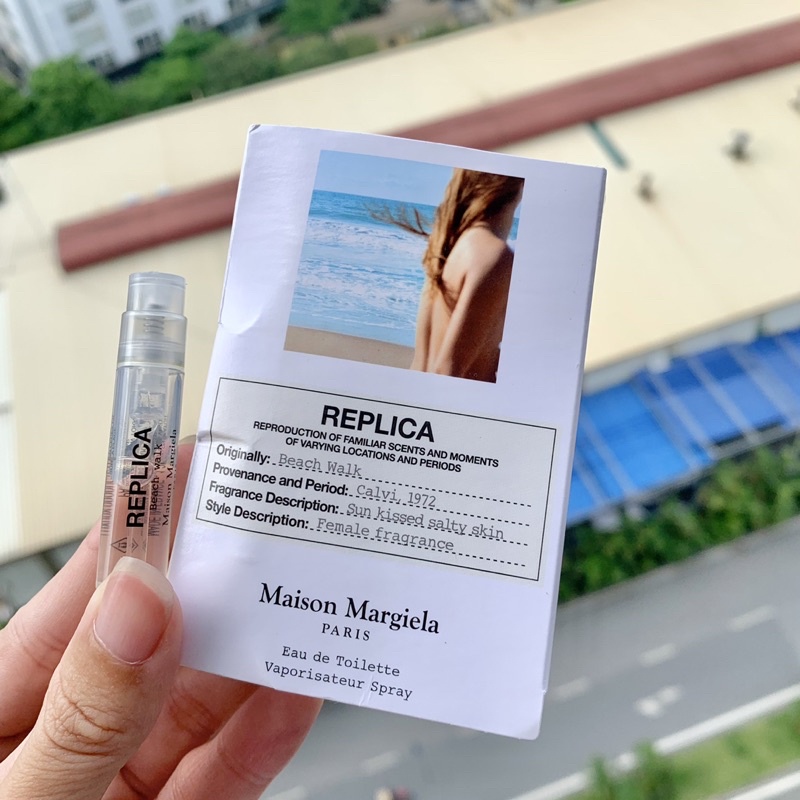 REPLICA
REPRODUCTION OF FAMILIAR SCENTS AND MOMENTS
OF VARYING LOCATIONS AND PERIODS
Originally: Beach Walk
Provenance and Period: Calvi, 1972
Fragrance Description: Sun kissed salty skin
Style Description: Female fragrance
Maison Margiela
PARIS
Eau de Toilette
Vaporisateur Spray
REPLICA
Beach Walk
Maison Margiela